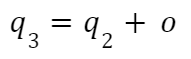 q₃ = q₂ + o